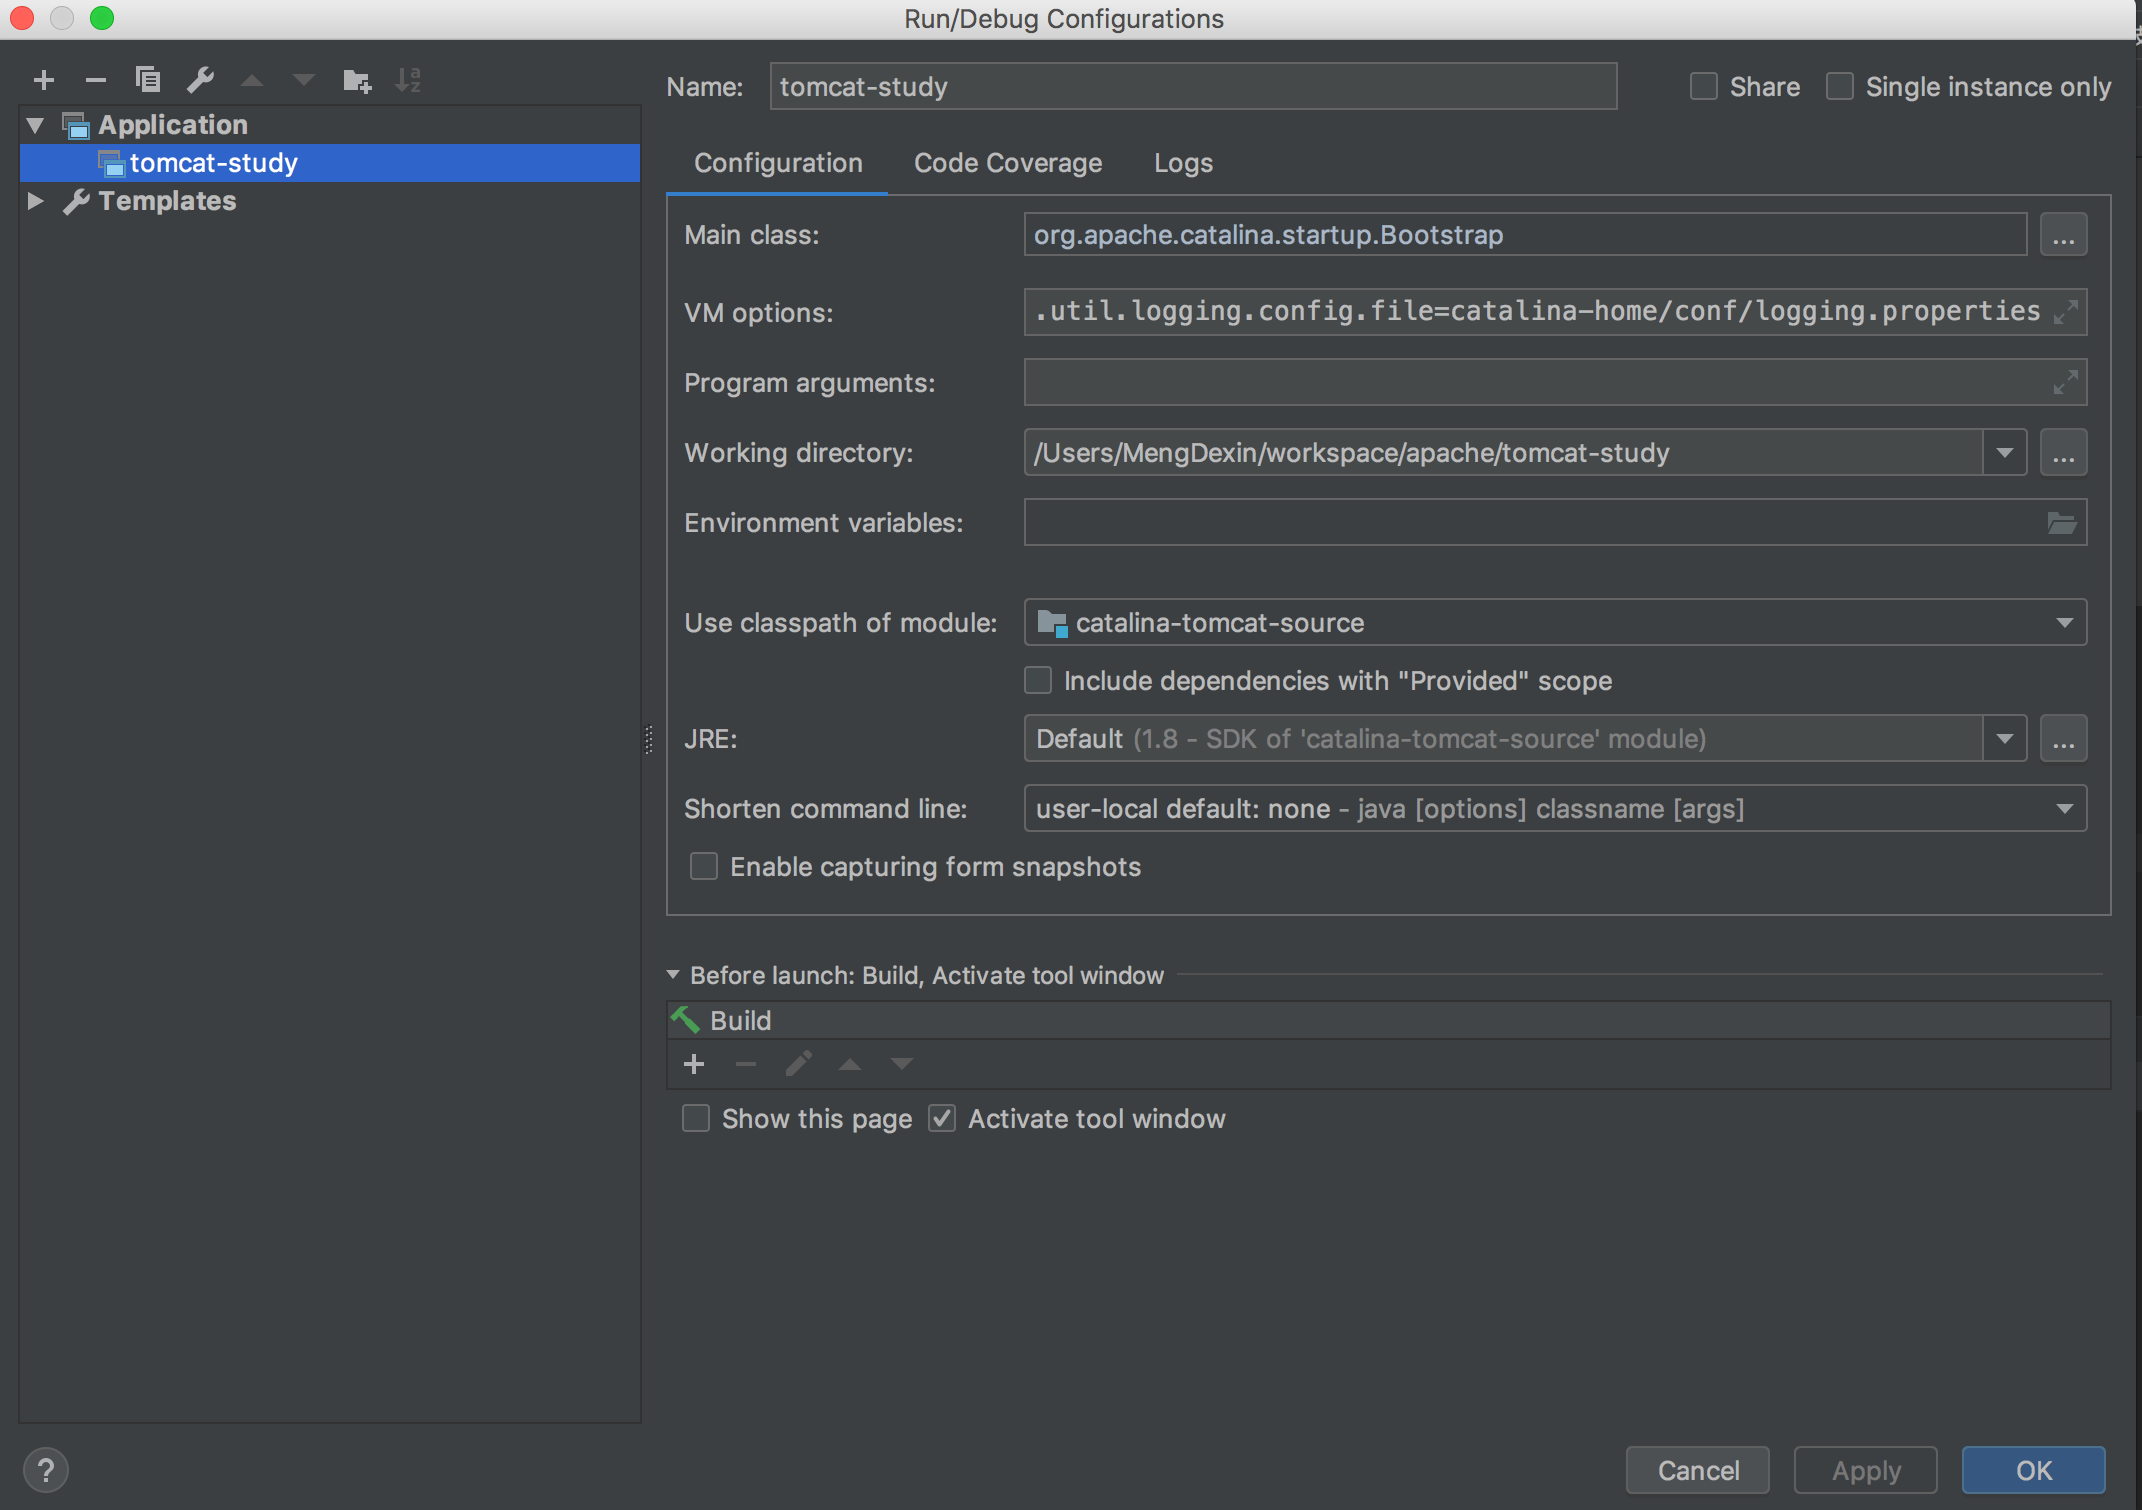 Run/Debug Configurations
Name: tomcat-study Share Single instance only
Application
tomcat-study
Templates
Configuration Code Coverage Logs
Main class: org.apache.catalina.startup.Bootstrap ...
VM options: .util.logging.config.file=catalina-home/conf/logging.properties
Program arguments:
Working directory: /Users/MengDexin/workspace/apache/tomcat-study ...
Environment variables:
Use classpath of module: catalina-tomcat-source
Include dependencies with "Provided" scope
JRE: Default (1.8 - SDK of 'catalina-tomcat-source' module) ...
Shorten command line: user-local default: none - java [options] classname [args]
Enable capturing form snapshots
Before launch: Build, Activate tool window
Build
Show this page Activate tool window
? Cancel Apply OK